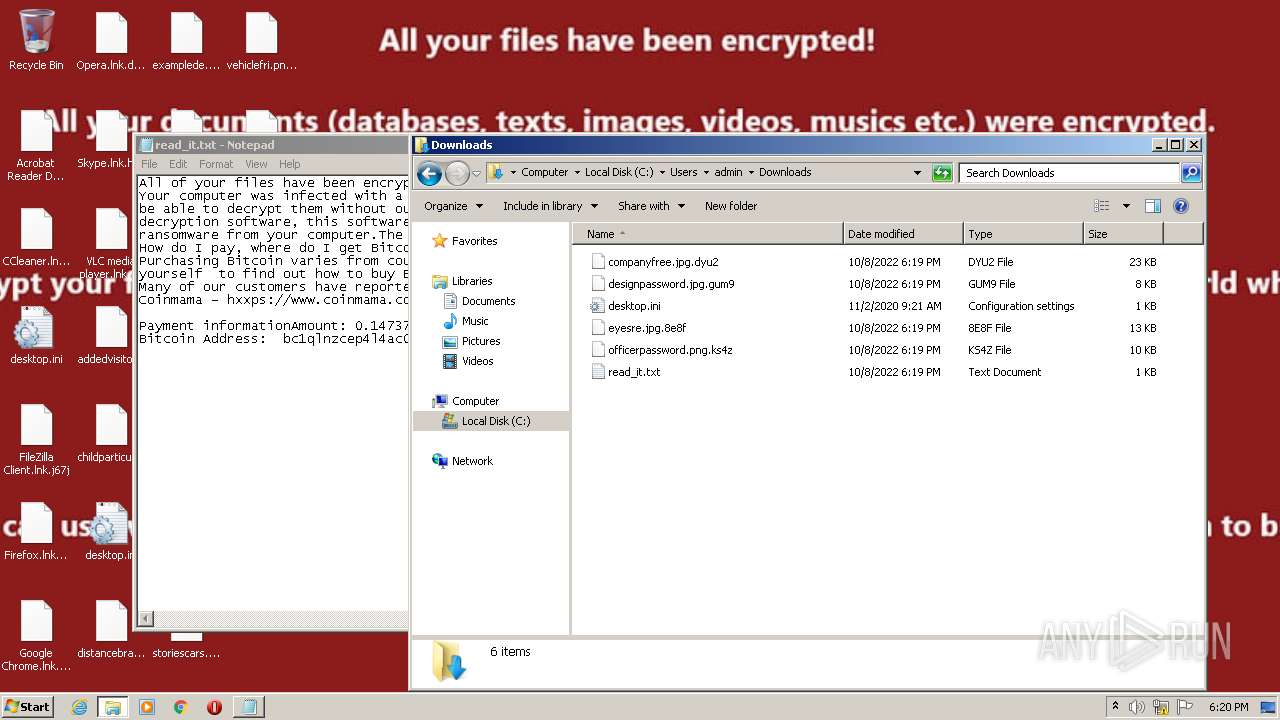 All your files have been encrypted!
All your documents (databases, texts, images, videos, musics etc.) were encrypted.
Recycle Bin
Opera.lnk.d...
examplede....
vehiclefri.pn...
Acrobat
Reader D...
Skype.lnk.
CCleaner.ln...
VLC media
player.lnk
desktop.ini
addedvisito
FileZilla
Client.lnk.j67j
childparticu
Firefox.lnk...
desktop.in
Google
Chrome.lnk....
distancebra...
storiescars....
ypt your
rld wh
n to b
read_it.txt - Notepad
File Edit Format View Help
All of your files have been encryp
Your computer was infected with a
be able to decrypt them without ou
decryption software, this software
ransomware from your computer.The
How do I pay, where do I get Bitco
Purchasing Bitcoin varies from cou
yourself  to find out how to buy B
Many of our customers have reporte
Coinmama - hxxps://www.coinmama.co
Payment informationAmount: 0.14737
Bitcoin Address:
Downloads
Computer Local Disk (C:) Users admin Downloads
Search Downloads
Organize Include in library Share with New folder
Favorites
Libraries
Documents
Music
Pictures
Videos
Computer
Local Disk (C:)
Network
Name Date modified Type Size
companyfree.jpg.dyu2 10/8/2022 6:19 PM DYU2 File 23 KB
designpassword.jpg.gum9 10/8/2022 6:19 PM GUM9 File 8 KB
desktop.ini 11/2/2020 9:21 AM Configuration settings 1 KB
eyesre.jpg.8e8f 10/8/2022 6:19 PM 8E8F File 13 KB
officerpassword.png.ks4z 10/8/2022 6:19 PM KS4Z File 10 KB
read_it.txt 10/8/2022 6:19 PM Text Document 1 KB
6 items
ANY RUN
Start
6:20 PM